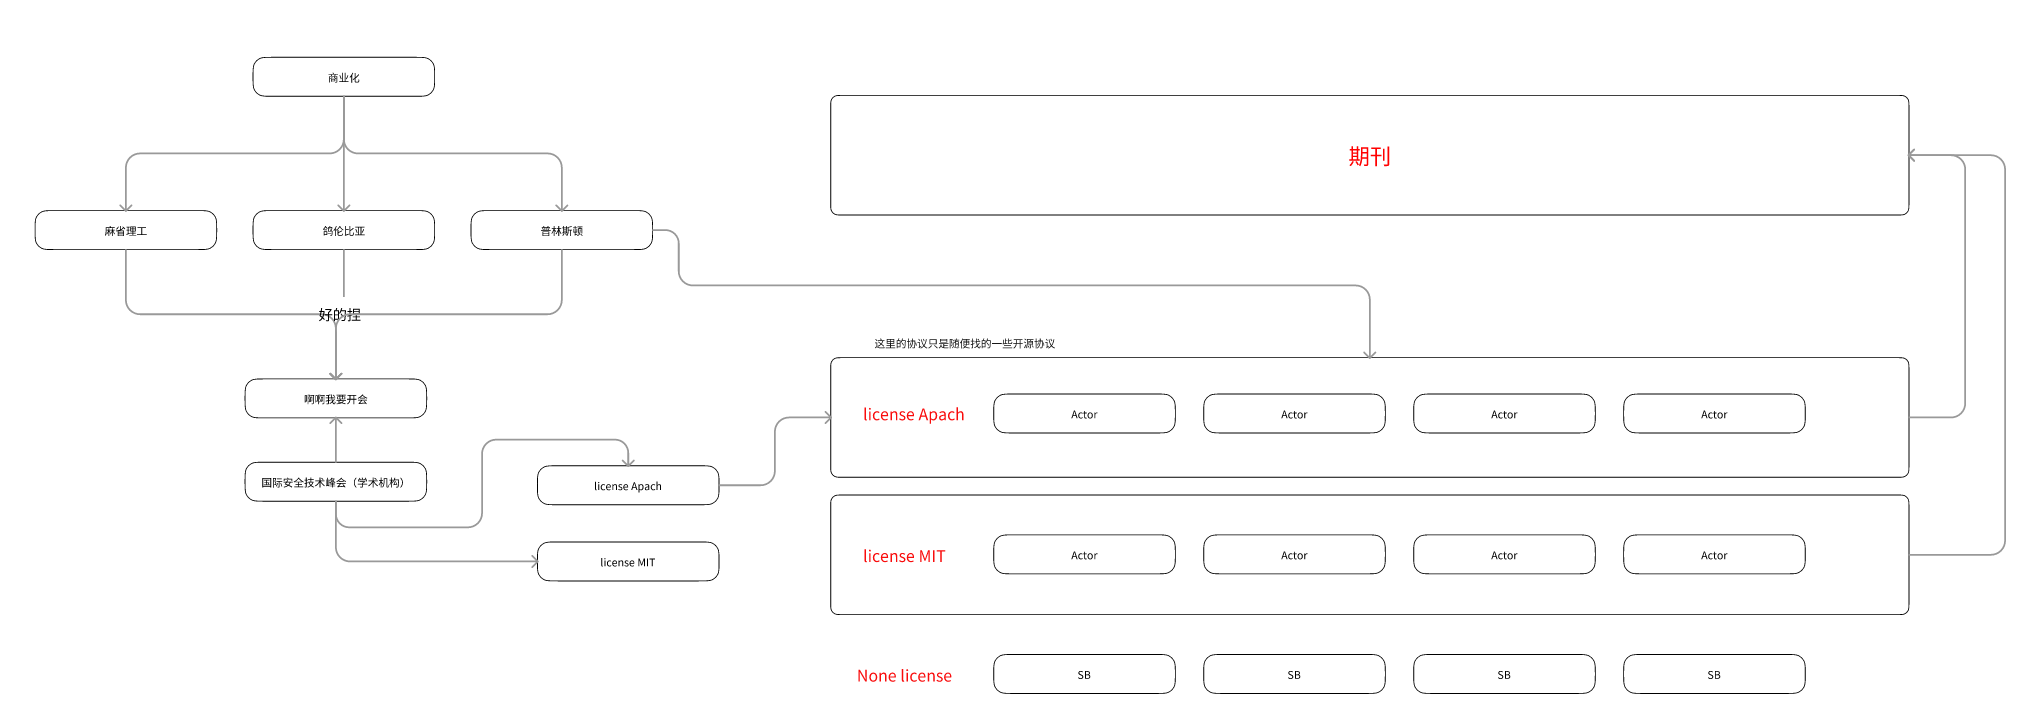 商业化
期刊
麻省理工
鸽伦比亚
普林斯顿
好的捏
这里的协议只是随便找的一些开源协议
啊啊我要开会
license Apach
Actor
Actor
Actor
Actor
国际安全技术峰会（学术机构）
license Apach
license MIT
license MIT
Actor
Actor
Actor
Actor
None license
SB
SB
SB
SB